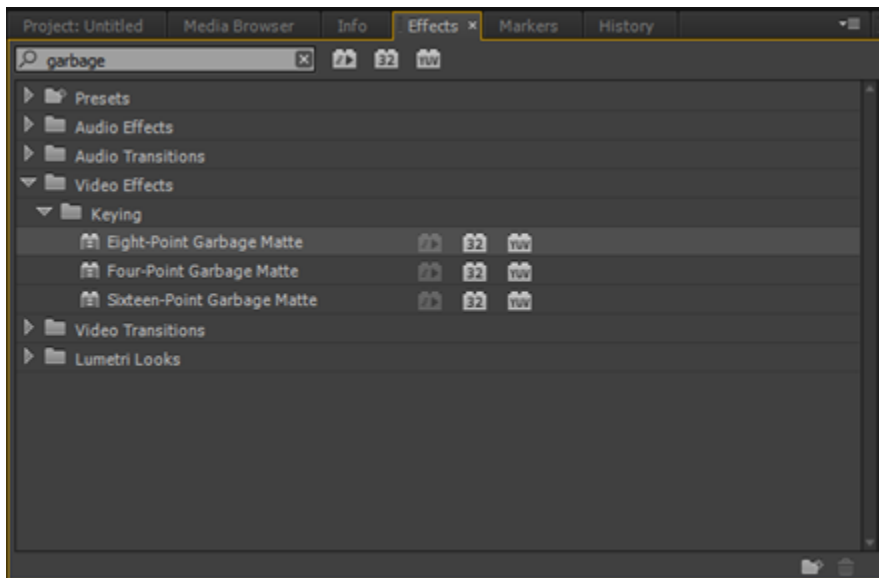 Project: Untitled Media Browser Info Effects × Markers History
garbage 32 YUV
Presets
Audio Effects
Audio Transitions
Video Effects
Keying
Eight-Point Garbage Matte 32 YUV
Four-Point Garbage Matte 32 YUV
Sixteen-Point Garbage Matte 32 YUV
Video Transitions
Lumetri Looks